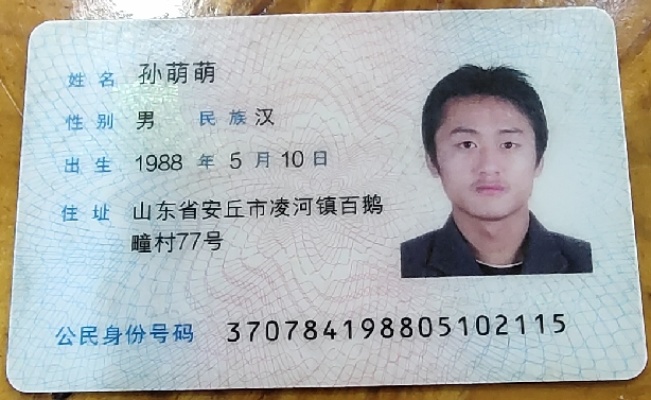 姓名 孙萌萌
性别 男 民族 汉
出生 1988 年 5 月 10 日
住址 山东省安丘市凌河镇百鹅
疃村77号
公民身份号码 370784198805102115